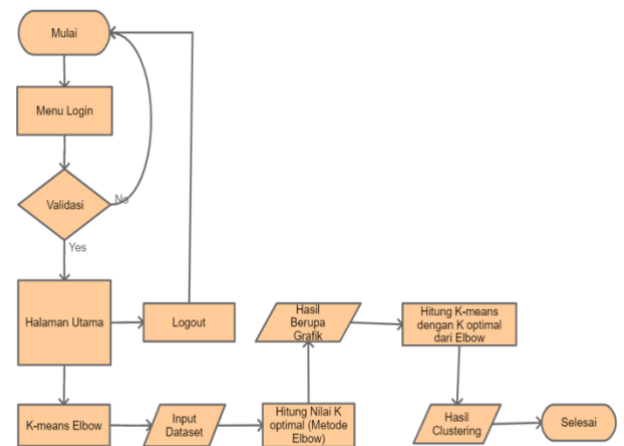 Mulai
Menu Login
Validasi
No
Yes
Halaman Utama
Logout
K-means Elbow
Input
Dataset
Hitung Nilai K
optimal (Metode
Elbow)
Hasil
Berupa
Grafik
Hitung K-means
dengan K optimal
dari Elbow
Hasil
Clustering
Selesai